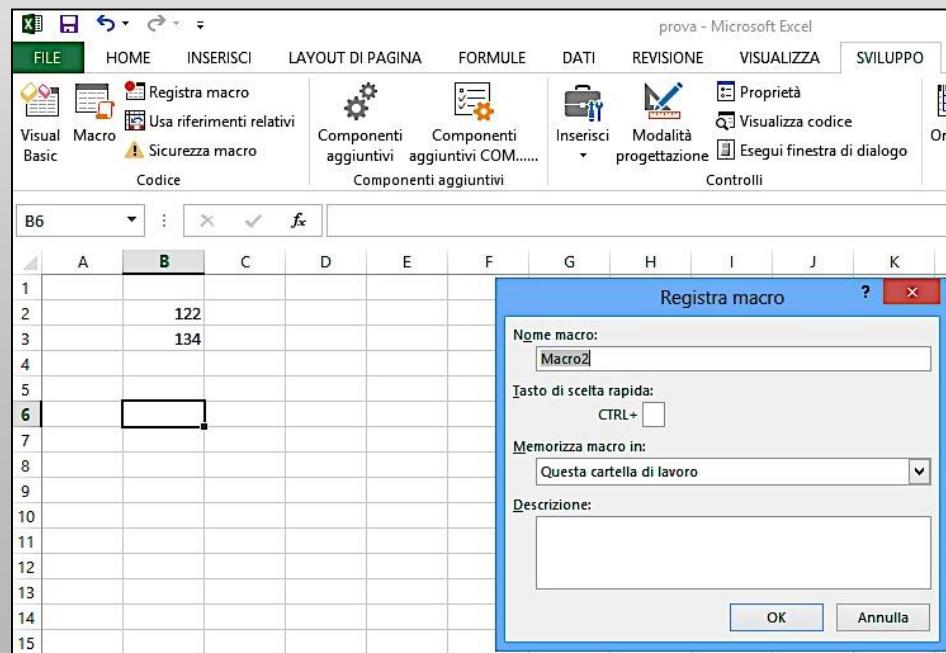 prova - Microsoft Excel
FILE HOME INSERISCI LAYOUT DI PAGINA FORMULE DATI REVISIONE VISUALIZZA SVILUPPO
Visual Basic
Macro
Registra macro
Usa riferimenti relativi
Sicurezza macro
Codice
Componenti aggiuntivi
Componenti aggiuntivi COM......
Componenti aggiuntivi
Inserisci
Modalità progettazione
Proprietà
Visualizza codice
Esegui finestra di dialogo
Controlli
B6 fx
A B C D E F G H I J K
1
2 122
3 134
4
5
6
7
8
9
10
11
12
13
14
15
Registra macro ?
Nome macro:
Macro2
Tasto di scelta rapida:
CTRL+
Memorizza macro in:
Questa cartella di lavoro
Descrizione:
OK Annulla